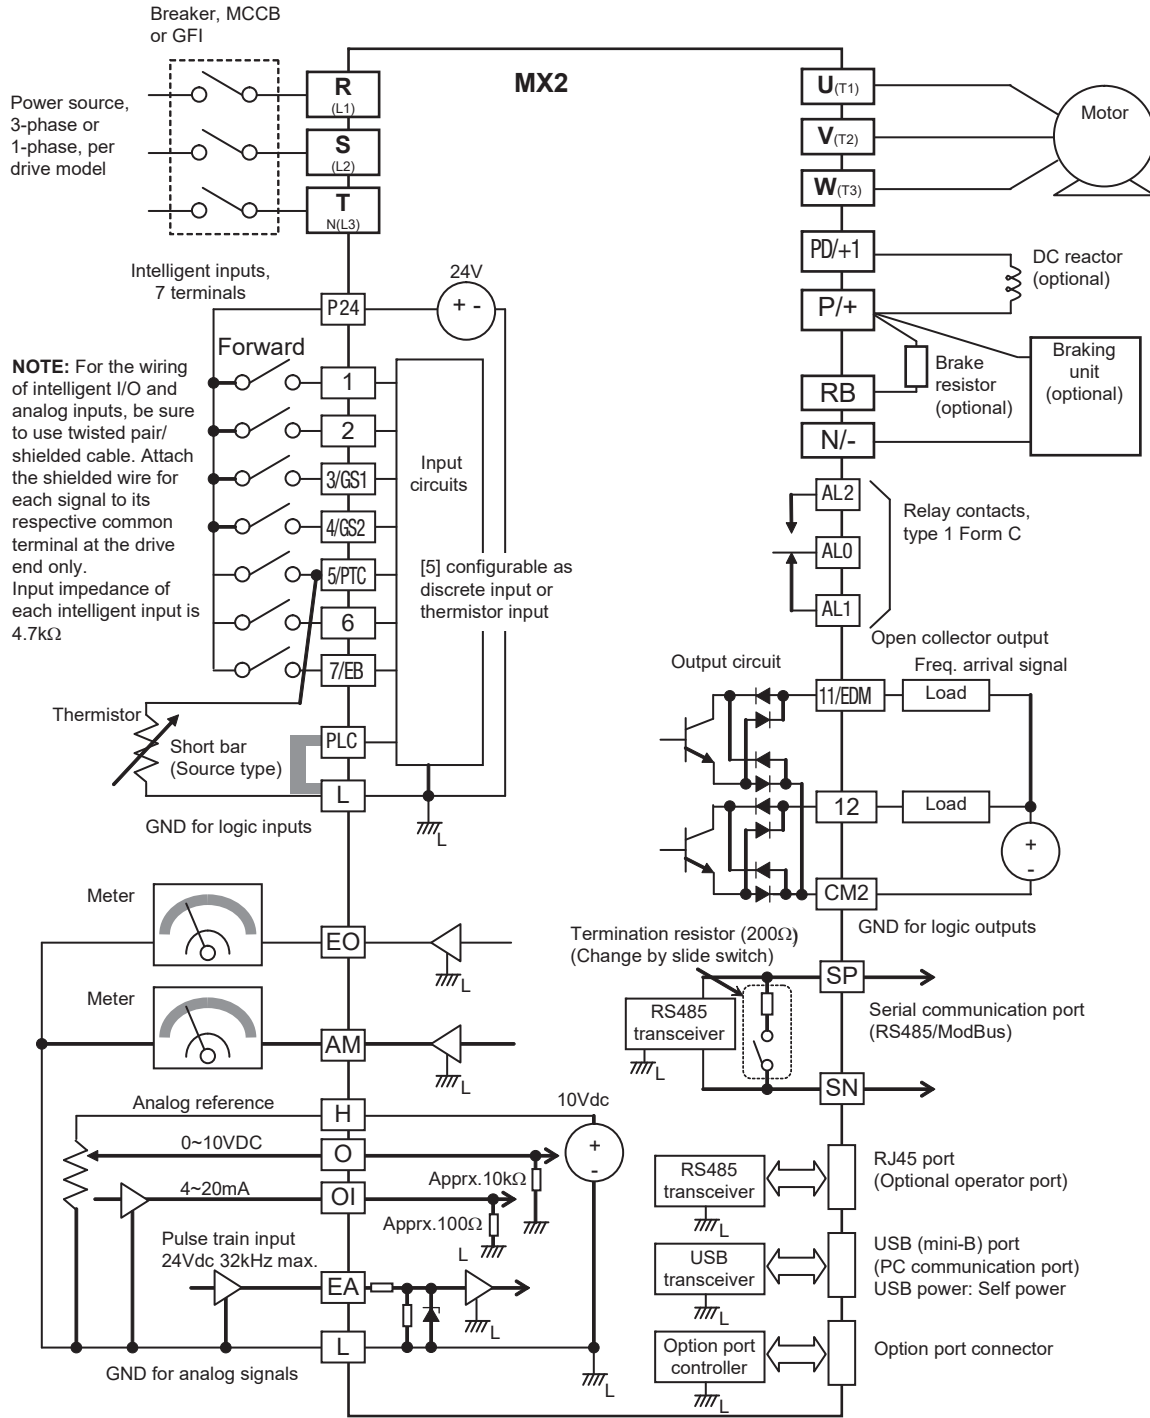 Breaker, MCCB
or GFI
MX2
Power source,
3-phase or
1-phase, per
drive model
R
(L1)
S
(L2)
T
N(L3)
U(T1)
V(T2)
W(T3)
Motor
PD/+1
P/+
RB
N/-
DC reactor
(optional)
Brake
resistor
(optional)
Braking
unit
(optional)
Intelligent inputs,
7 terminals
24V
+ -
P24
Forward
NOTE: For the wiring
of intelligent I/O and
analog inputs, be sure
to use twisted pair/
shielded cable. Attach
the shielded wire for
each signal to its
respective common
terminal at the drive
end only.
Input impedance of
each intelligent input is
4.7kΩ
1
2
3/GS1
4/GS2
5/PTC
6
7/EB
PLC
L
Input
circuits
[5] configurable as
discrete input or
thermistor input
Thermistor
Short bar
(Source type)
GND for logic inputs
L
AL2
AL0
AL1
Relay contacts,
type 1 Form C
Open collector output
Output circuit
Freq. arrival signal
11/EDM
Load
12
Load
+
-
CM2
GND for logic outputs
Meter
EO
L
Meter
AM
L
Termination resistor (200Ω)
(Change by slide switch)
RS485
transceiver
L
SP
SN
Serial communication port
(RS485/ModBus)
Analog reference
H
10Vdc
+
-
0~10VDC
O
Apprx.10kΩ
4~20mA
OI
Apprx.100Ω
L
Pulse train input
24Vdc 32kHz max.
EA
L
L
GND for analog signals
L
RS485
transceiver
L
RJ45 port
(Optional operator port)
USB
transceiver
L
USB (mini-B) port
(PC communication port)
USB power: Self power
Option port
controller
L
Option port connector